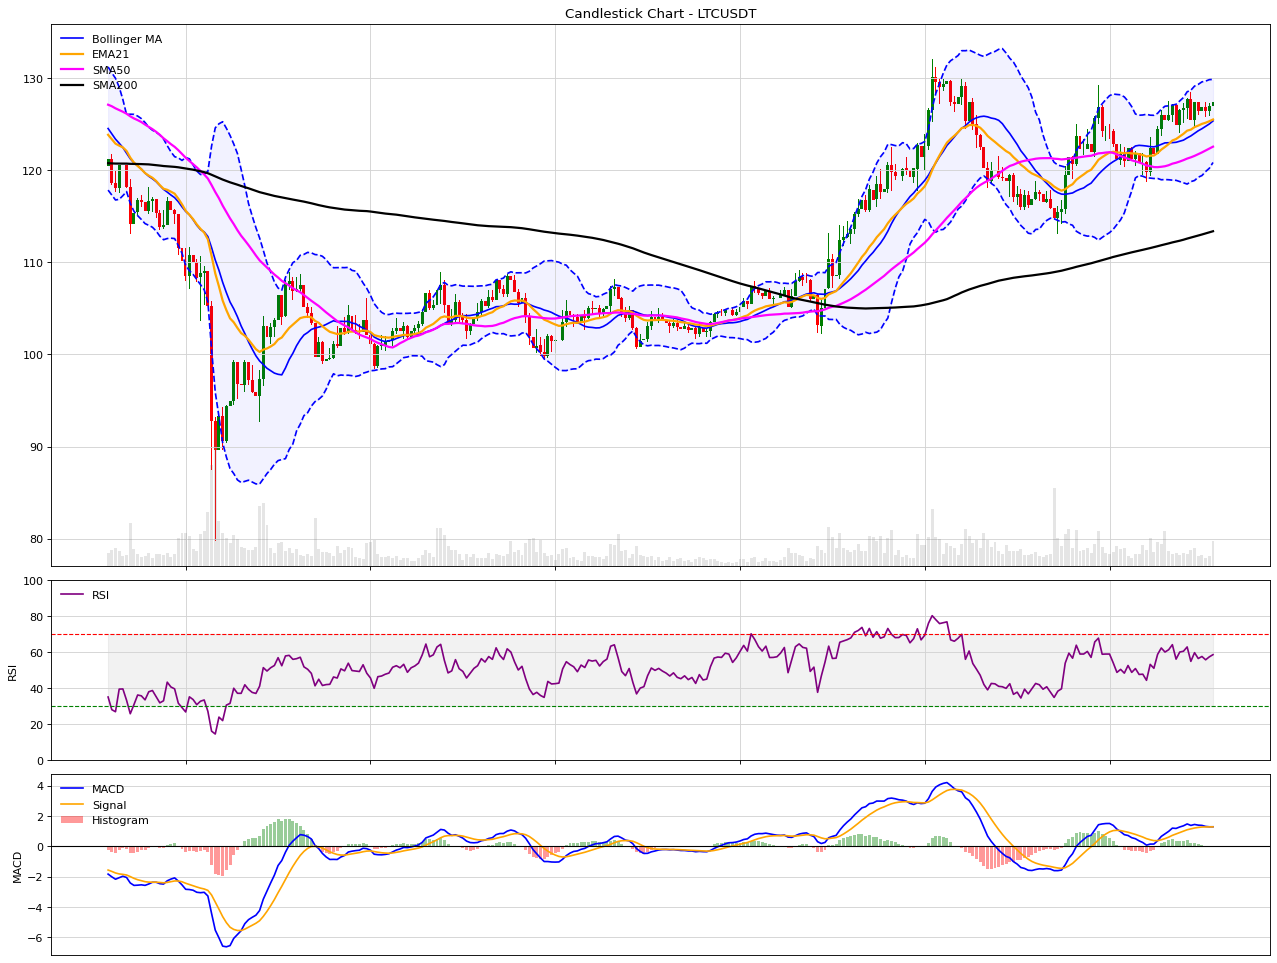 Candlestick Chart - LTCUSDT
Bollinger MA
EMA21
SMA50
SMA200
130
120
110
100
90
80
100
80
60
40
20
0
RSI
RSI
4
2
0
−2
−4
−6
MACD
MACD
Signal
Histogram